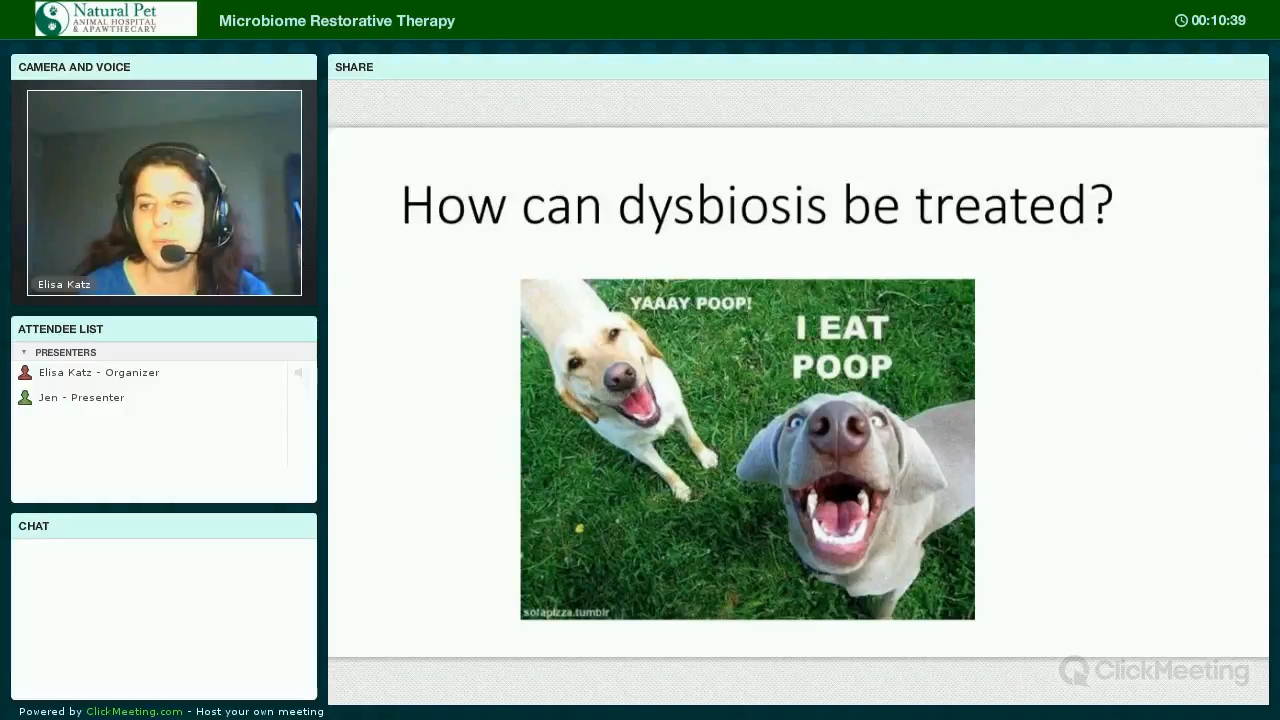 Natural Pet
ANIMAL HOSPITAL
& APAWTHECARY
Microbiome Restorative Therapy
00:10:39
CAMERA AND VOICE
Elisa Katz
ATTENDEE LIST
PRESENTERS
Elisa Katz - Organizer
Jen - Presenter
CHAT
SHARE
How can dysbiosis be treated?
YAAAY POOP!
I EAT
POOP
sofapizza.tumblr
ClickMeeting
Powered by ClickMeeting.com - Host your own meeting